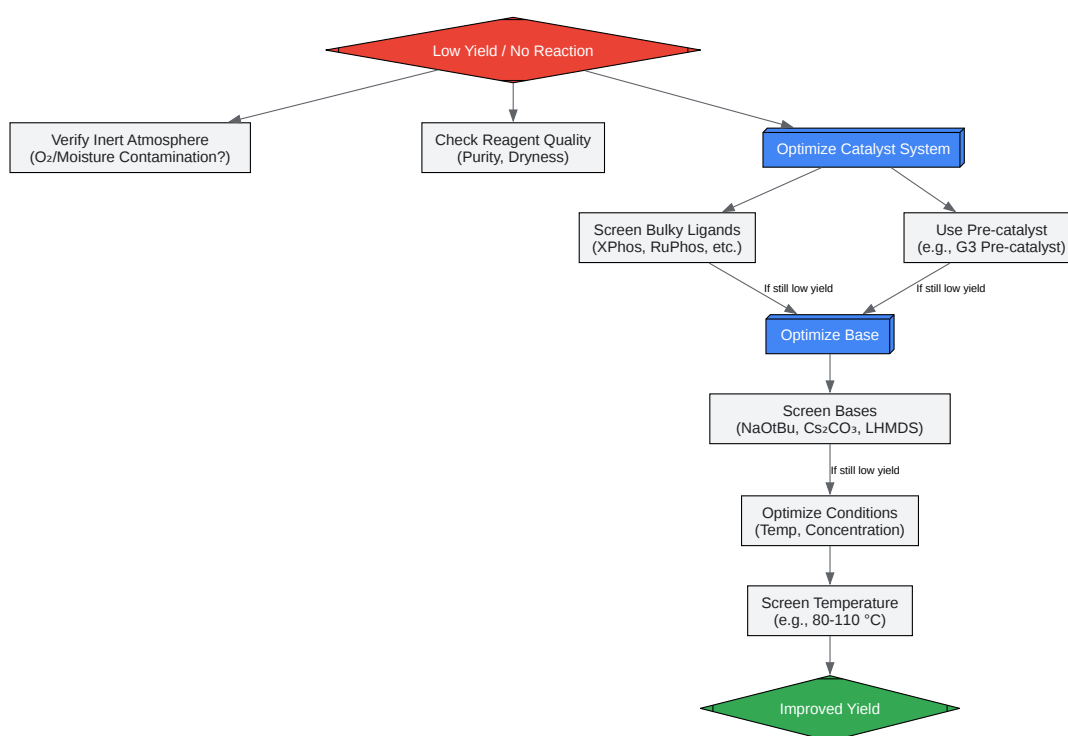 Low Yield / No Reaction
Verify Inert Atmosphere
(O₂/Moisture Contamination?)
Check Reagent Quality
(Purity, Dryness)
Optimize Catalyst System
Screen Bulky Ligands
(XPhos, RuPhos, etc.)
Use Pre-catalyst
(e.g., G3 Pre-catalyst)
If still low yield
If still low yield
Optimize Base
Screen Bases
(NaOtBu, Cs₂CO₃, LHMDS)
If still low yield
Optimize Conditions
(Temp, Concentration)
Screen Temperature
(e.g., 80-110 °C)
Improved Yield